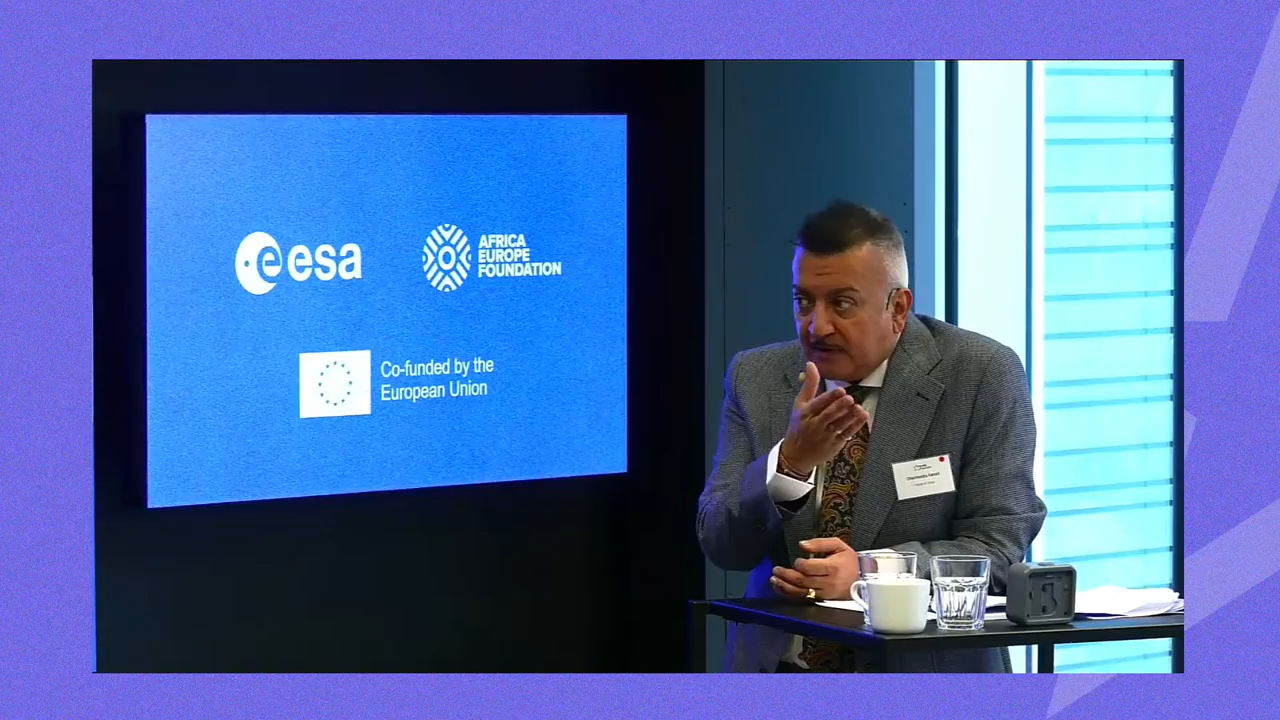 esa
AFRICA
EUROPE
FOUNDATION
Co-funded by the
European Union